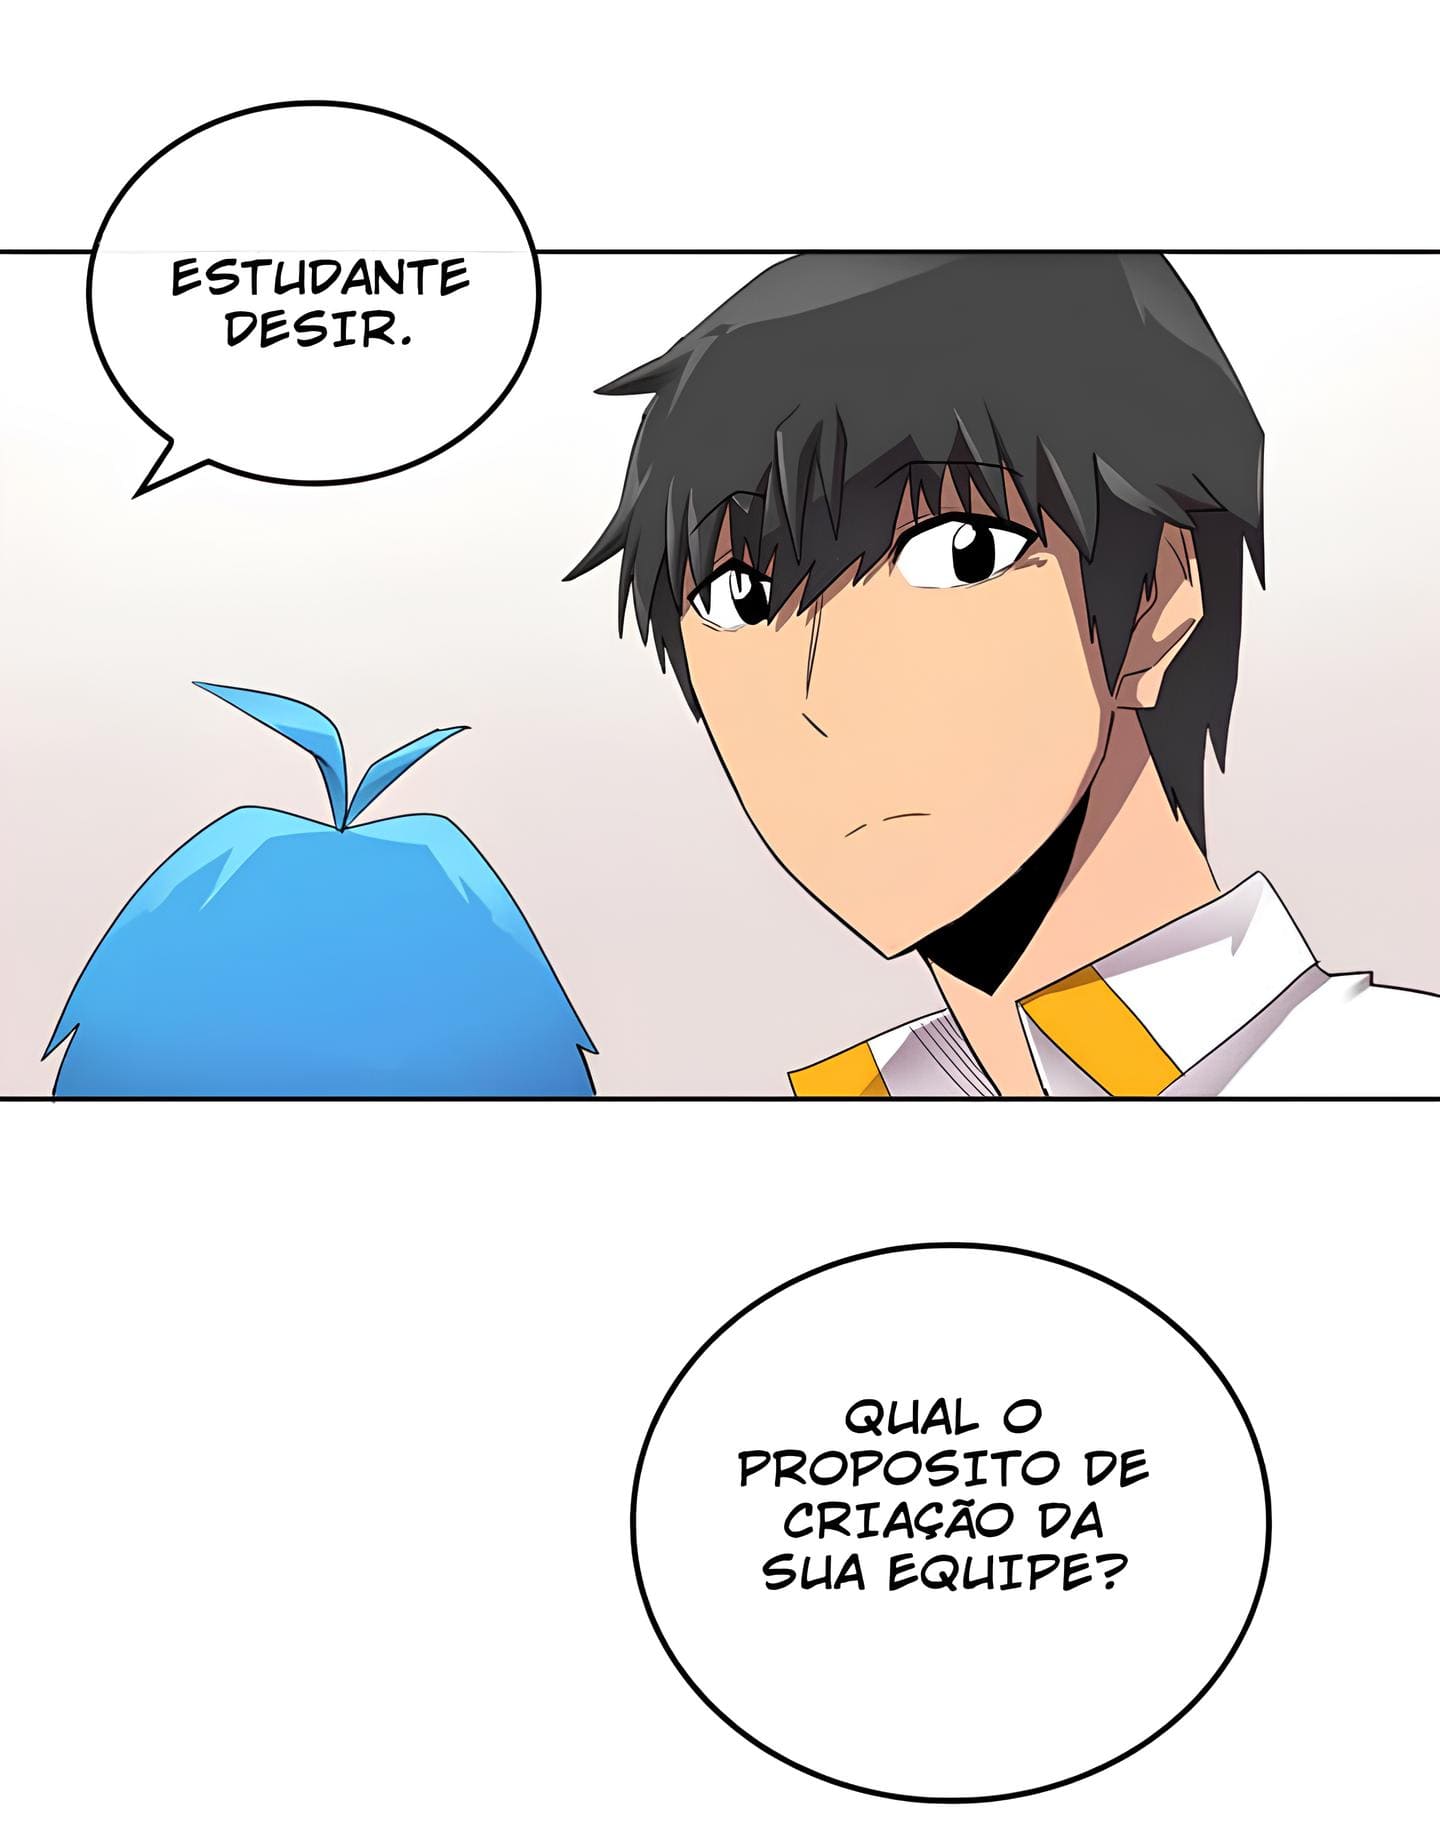 ESTUDANTE
DESIR.
QUAL O
PROPOSITO DE
CRIAÇÃO DA
SUA EQUIPE?